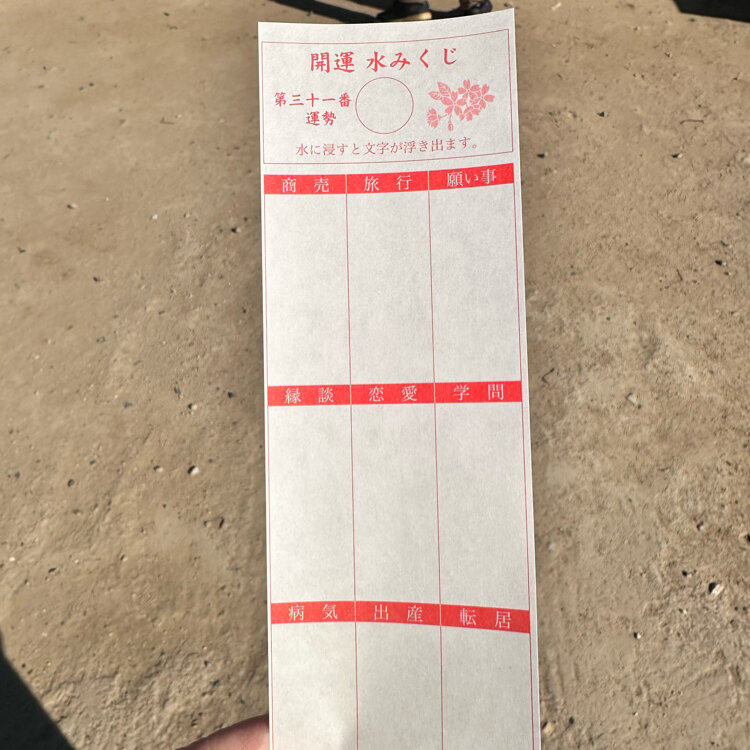 開運 水みくじ
第三十一番
運勢
水に浸すと文字が浮き出ます。
商売 旅行 願い事
縁談 恋愛 学問
病気 出産 転居